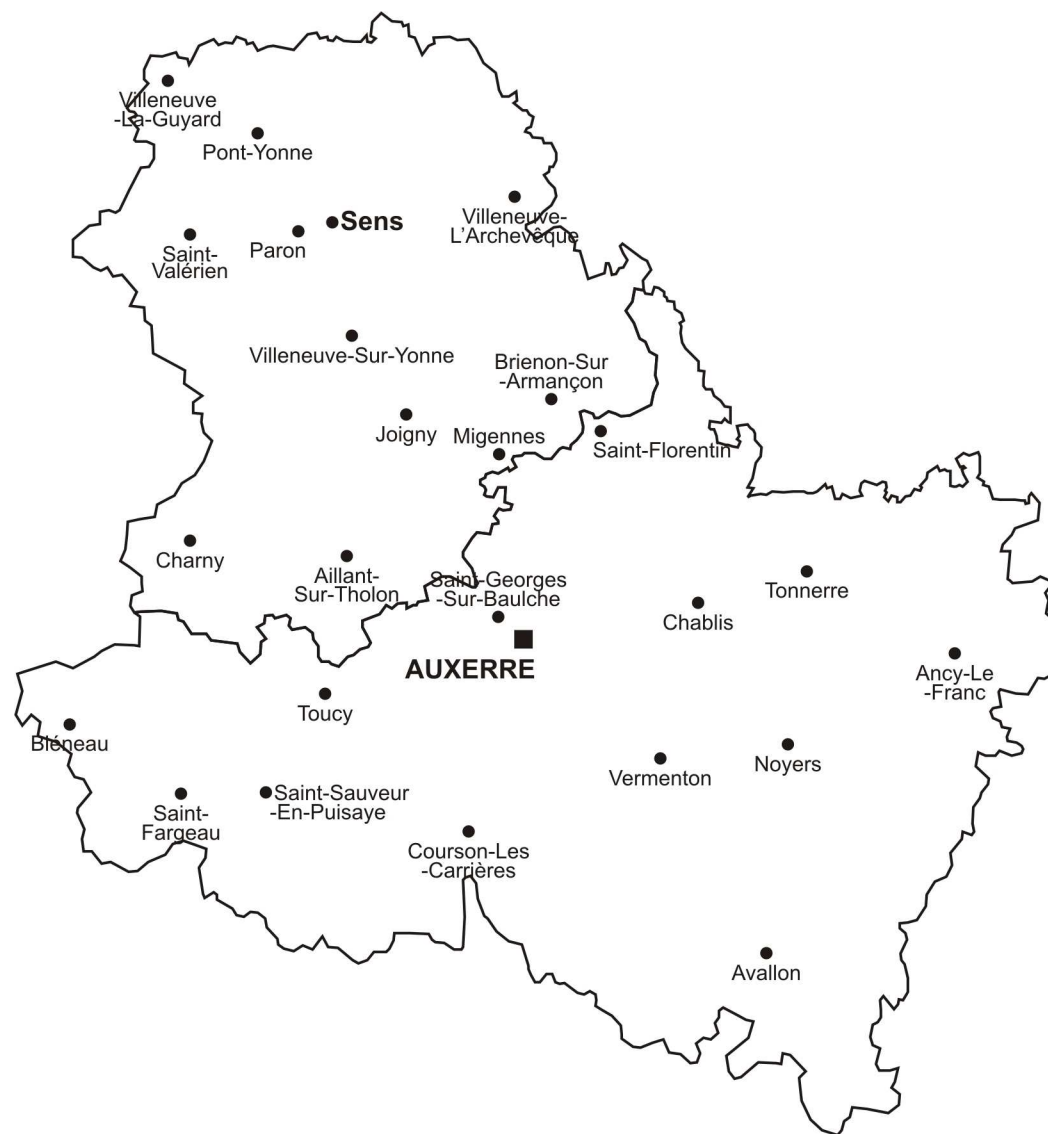 Villeneuve
-La-Guyard
Pont-Yonne
Sens
Villeneuve-
L'Archevêque
Paron
Saint-
Valérien
Villeneuve-Sur-Yonne
Brienon-Sur
-Armançon
Joigny
Migennes
Saint-Florentin
Charny
Aillant-
Sur-Tholon
Saint-Georges
-Sur-Baulche
Tonnerre
Chablis
AUXERRE
Ancy-Le
-Franc
Toucy
Bléneau
Vermenton
Noyers
Saint-
Fargeau
Saint-Sauveur
-En-Puisaye
Courson-Les
-Carrières
Avallon